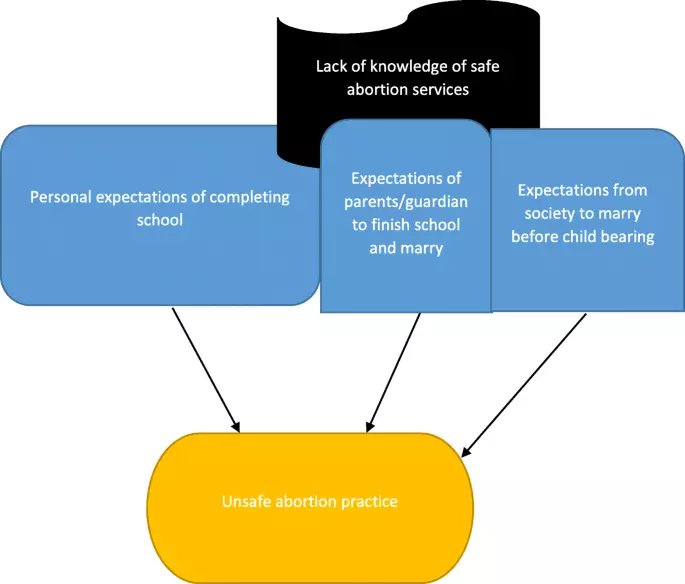 Lack of knowledge of safe
abortion services
Personal expectations of completing
school
Expectations of
parents/guardian
to finish school
and marry
Expectations from
society to marry
before child bearing
Unsafe abortion practice